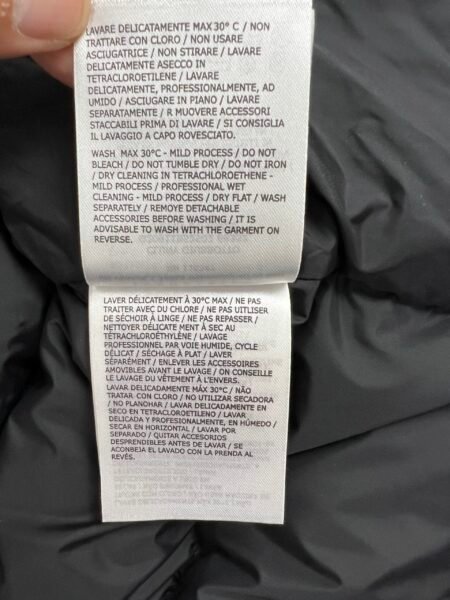 LAVARE DELICATAMENTE MAX 30° C / NON
TRATTARE CON CLORO / NON USARE
ASCIUGATRICE / NON STIRARE / LAVARE
DELICATAMENTE ASECCO IN
TETRACLOROETILENE / LAVARE
DELICATAMENTE, PROFESSIONALMENTE, AD
UMIDO / ASCIUGARE IN PIANO / LAVARE
SEPARATAMENTE / R MUOVERE ACCESSORI
STACCABILI PRIMA DI LAVARE / SI CONSIGLIA
IL LAVAGGIO A CAPO ROVESCIATO.
WASH MAX 30°C - MILD PROCESS / DO NOT
BLEACH / DO NOT TUMBLE DRY / DO NOT IRON
/ DRY CLEANING IN TETRACHLOROETHENE -
MILD PROCESS / PROFESSIONAL WET
CLEANING - MILD PROCESS / DRY FLAT / WASH
SEPARATELY / REMOYE DETACHABLE
ACCESSORIES BEFORE WASHING / IT IS
ADVISABLE TO WASH WITH THE GARMENT ON
REVERSE.
LAVER DÉLICATEMENT À 30°C MAX / NE PAS
TRAITER AVEC DU CHLORE / NE PAS UITLISER
DE SÉCHOIR À LINGE / NE PAS REPASSER /
NETTOYER DÉLICATE MENT À SEC AU
TÉTRACHLOROÉTHYLÈNE / LAVAGE
PROFESSIONNEL PAR VOIE HUMIDE, CYCLE
DÉLICAT / SÉCHAGE À PLAT / LAVER
SÉPARÉMENT / ENLEVER LES ACCESSOIRES
AMOVIBLES AVANT LE LAVAGE / ON CONSEILLE
LE LAVAGE DU VÊTEMENT À L'ENVERS.
LAVAR DELICADAMENTE MÁX 30°C / NÃO
TRATAR CON CLORO / NO UTILIZAR SECADORA
/ NO PLANOHAR / LAVAR DELICADAMENTE EN
SECO EN TETRACLOROETILENO / LAVAR
DELICADA Y PROFESIONALMENTE, EN HÚMEDO /
SECAR EN HORIZONTAL / LAVAR POR
SEPARADO / QUITAR ACCESORIOS
DESPRENDIBLES ANTES DE LAVAR / SE
ACONBEJA EL LAVADO CON LA PRENDA AL
REVÉS.